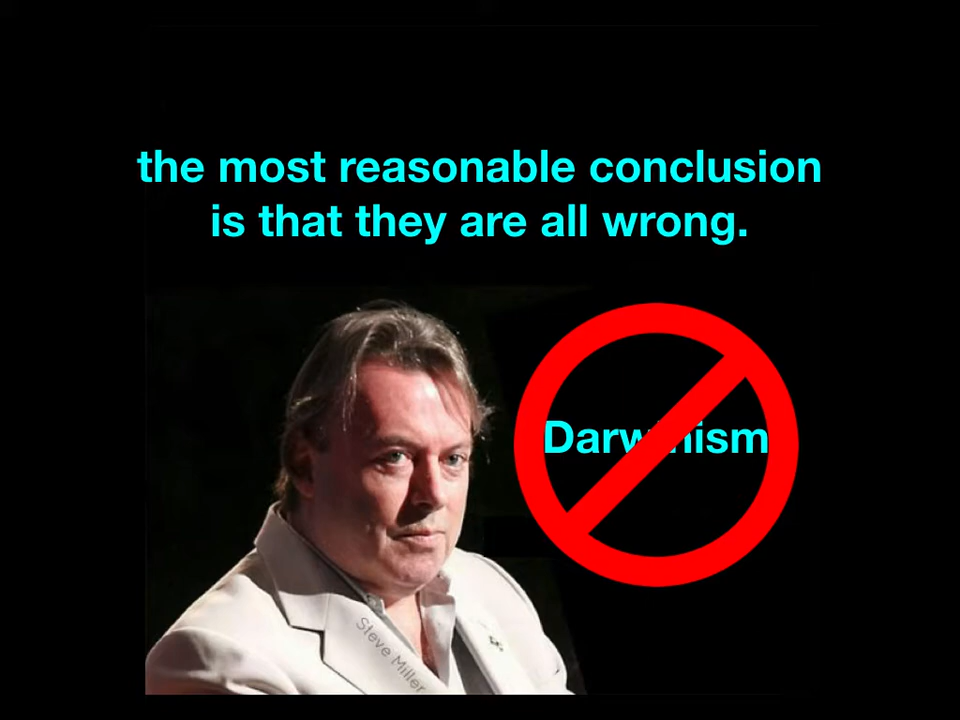 the most reasonable conclusion
is that they are all wrong.
Darwinism
Steve Miller